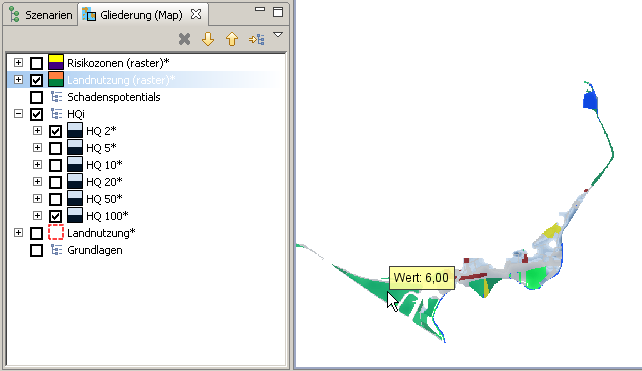 Szenarien
Gliederung (Map)
Risikozonen (raster)*
Landnutzung (raster)*
Schadenspotentials
HQi
HQ 2*
HQ 5*
HQ 10*
HQ 20*
HQ 50*
HQ 100*
Landnutzung*
Grundlagen
Wert: 6,00